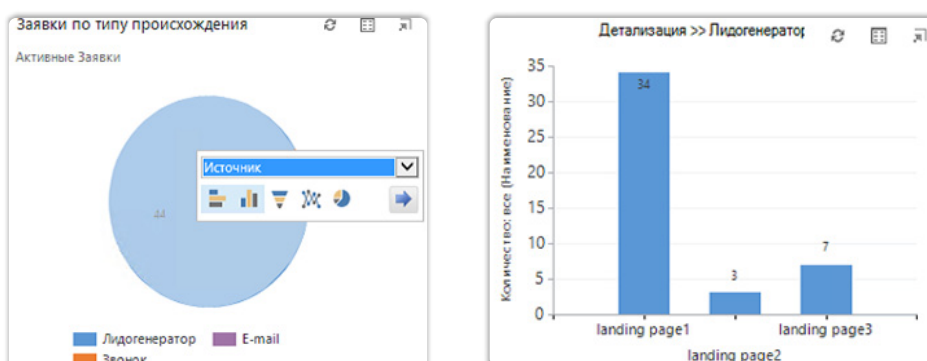 Заявки по типу происхождения
Активные Заявки
Источник
44
Лидогенератор
E-mail
Звонок
Детализация >> Лидогенератор
Количество: все (Наименование)
35
30
25
20
15
10
5
0
34
3
7
landing page1
landing page3
landing page2